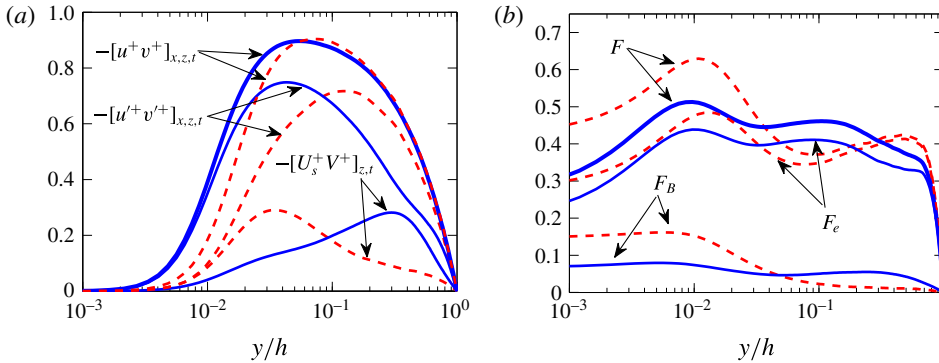 (a)
1.0
0.8
0.6
0.4
0.2
0
−[u⁺v⁺]ₓ,z,t
−[u′⁺v′⁺]ₓ,z,t
−[Uₛ⁺V⁺]z,t
10⁻³ 10⁻² 10⁻¹ 10⁰
y/h
(b)
0.7
0.6
0.5
0.4
0.3
0.2
0.1
0
F
F_B
F_e
10⁻³ 10⁻² 10⁻¹
y/h